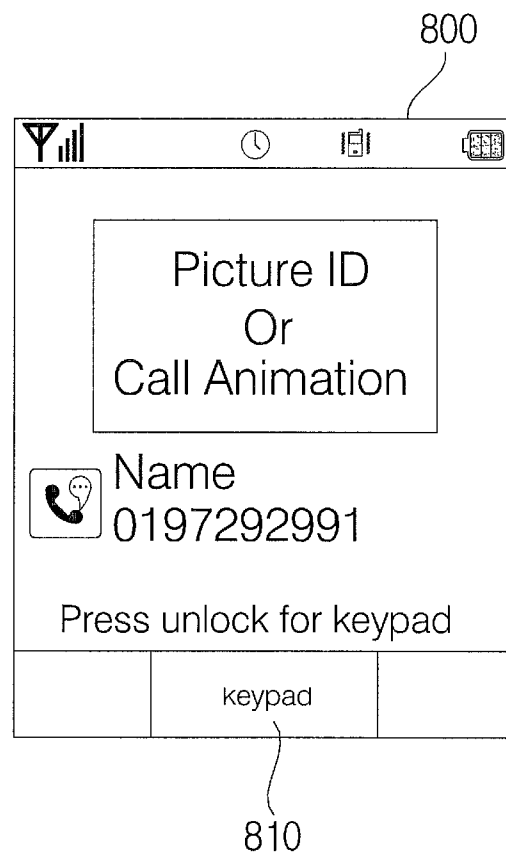 800
Picture ID
Or
Call Animation
Name
0197292991
Press unlock for keypad
keypad
810